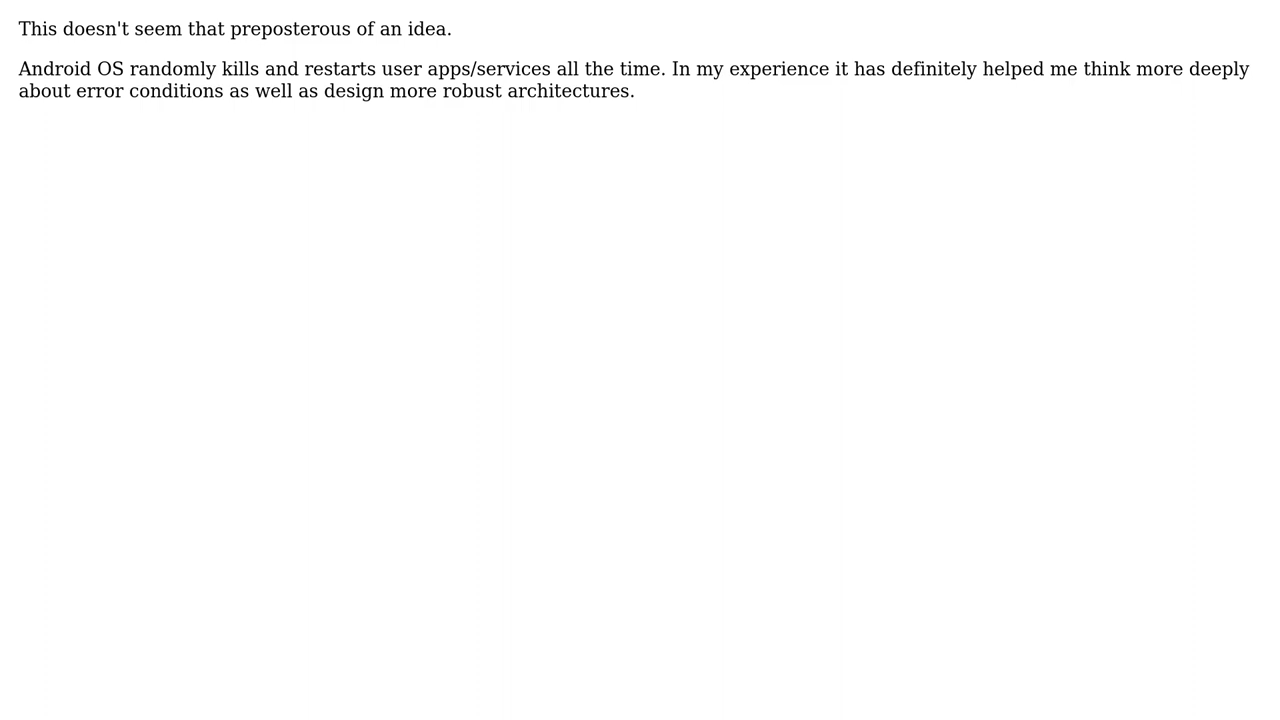 This doesn't seem that preposterous of an idea.
Android OS randomly kills and restarts user apps/services all the time. In my experience it has definitely helped me think more deeply
about error conditions as well as design more robust architectures.